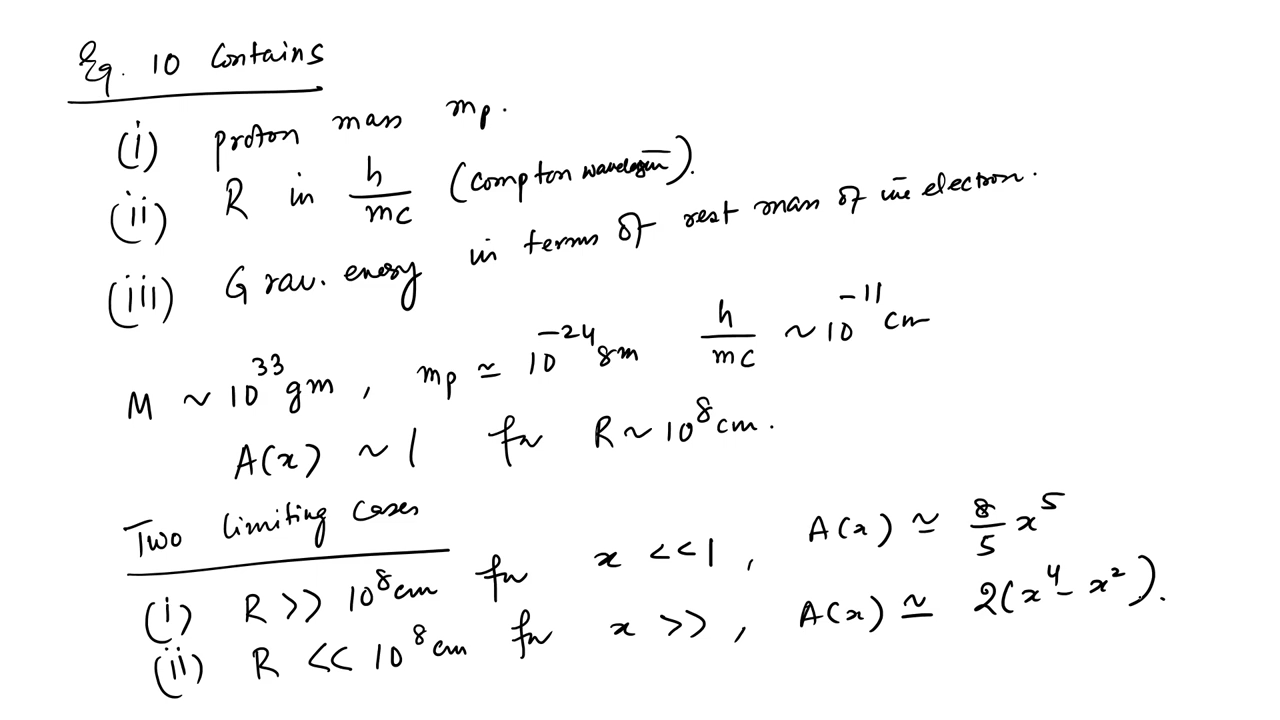 Eq. 10 Contains
(i) proton mass mp.
(ii) R in h/mc (Compton wavelength).
(iii) Grav. energy in terms of rest mass of the electron.
M ~ 10^33 gm, mp ≃ 10^-24 gm h/mc ~ 10^-11 cm
A(x) ~ 1 for R ~ 10^8 cm.
Two limiting cases
(i) R >> 10^8 cm for x << 1, A(x) ≃ 8/5 x^5
(ii) R << 10^8 cm for x >>, A(x) ≃ 2(x^4 - x^2).